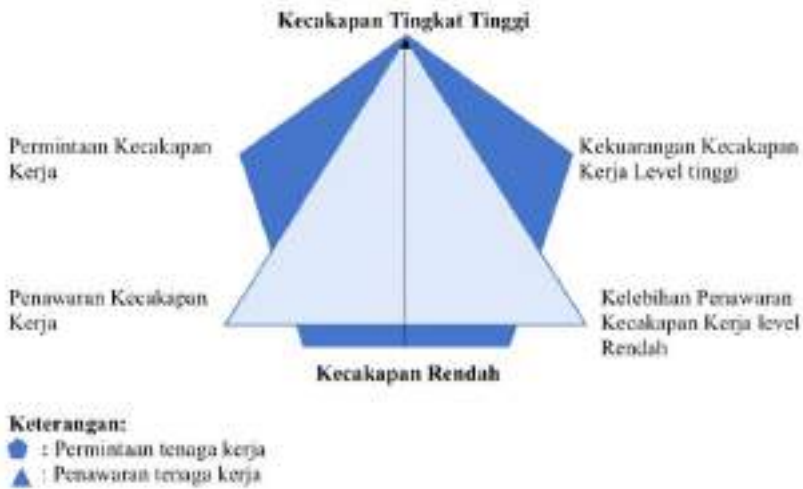 Kecakapan Tingkat Tinggi
Permintaan Kecakapan
Kerja
Kekuarangan Kecakapan
Kerja Level tinggi
Penawaran Kecakapan
Kerja
Kelebihan Penawaran
Kecakapan Kerja level
Rendah
Kecakapan Rendah
Keterangan:
: Permintaan tenaga kerja
: Penawaran tenaga kerja